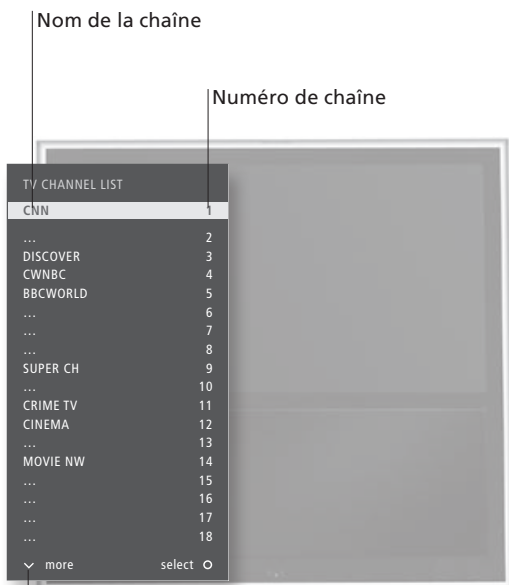 Nom de la chaîne
Numéro de chaîne
TV CHANNEL LIST
CNN 1
... 2
DISCOVER 3
CWNBC 4
BBCWORLD 5
... 6
... 7
... 8
SUPER CH 9
... 10
CRIME TV 11
CINEMA 12
... 13
MOVIE NW 14
... 15
... 16
... 17
... 18
more select